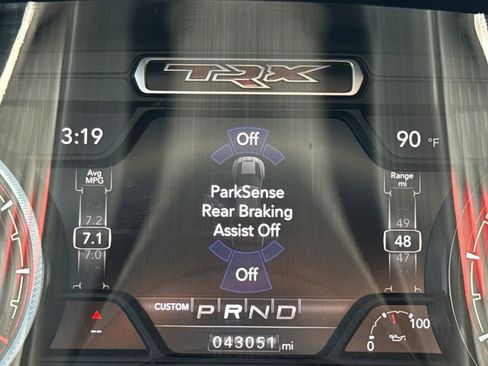 TRX
3:19
Off
90 °F
Avg
MPG
7.2
7.1
7.0
ParkSense
Rear Braking
Assist Off
Range
mi
49
48
47
Off
CUSTOM P R N D
043051 mi
0 100